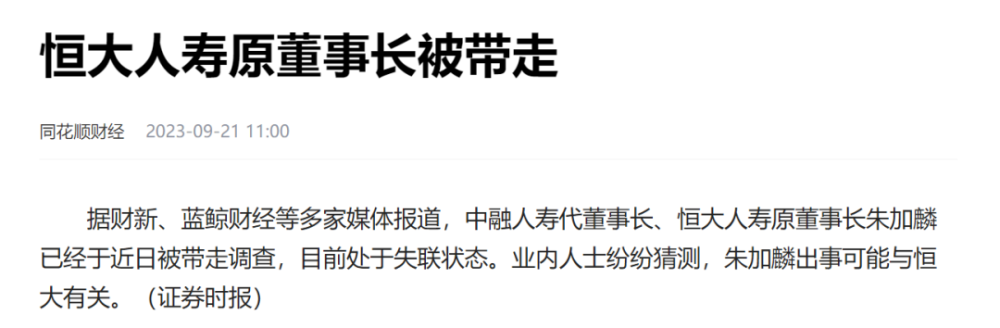 恒大人寿原董事长被带走
同花顺财经 2023-09-21 11:00
据财新、蓝鲸财经等多家媒体报道，中融人寿代董事长、恒大人寿原董事长朱加麟
已经于近日被带走调查，目前处于失联状态。业内人士纷纷猜测，朱加麟出事可能与恒
大有关。（证券时报）